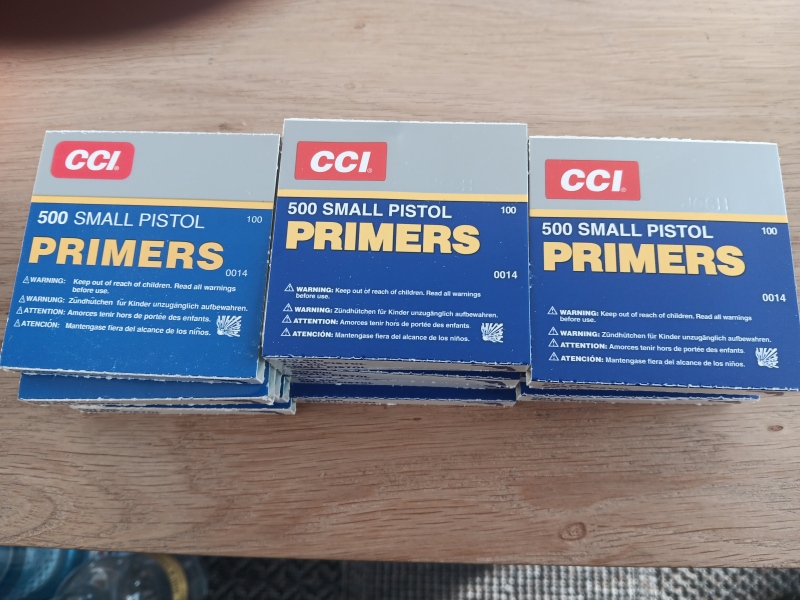 CCI
500 SMALL PISTOL 100
PRIMERS
0014
WARNING: Keep out of reach of children. Read all warnings
before use.
WARNUNG: Zündhütchen für Kinder unzugänglich aufbewahren.
ATTENTION: Amorces tenir hors de portée des enfants.
ATENCIÓN: Mantengase fiera del alcance de los niños.
CCI
500 SMALL PISTOL 100
PRIMERS
0014
WARNING: Keep out of reach of children. Read all warnings
before use.
WARNUNG: Zündhütchen für Kinder unzugänglich aufbewahren.
ATTENTION: Amorces tenir hors de portée des enfants.
ATENCIÓN: Mantengase fiera del alcance de los niños.
CCI
500 SMALL PISTOL 100
PRIMERS
0014
WARNING: Keep out of reach of children. Read all warnings
before use.
WARNUNG: Zündhütchen für Kinder unzugänglich aufbewahren.
ATTENTION: Amorces tenir hors de portée des enfants.
ATENCIÓN: Mantengase fiera del alcance de los niños.